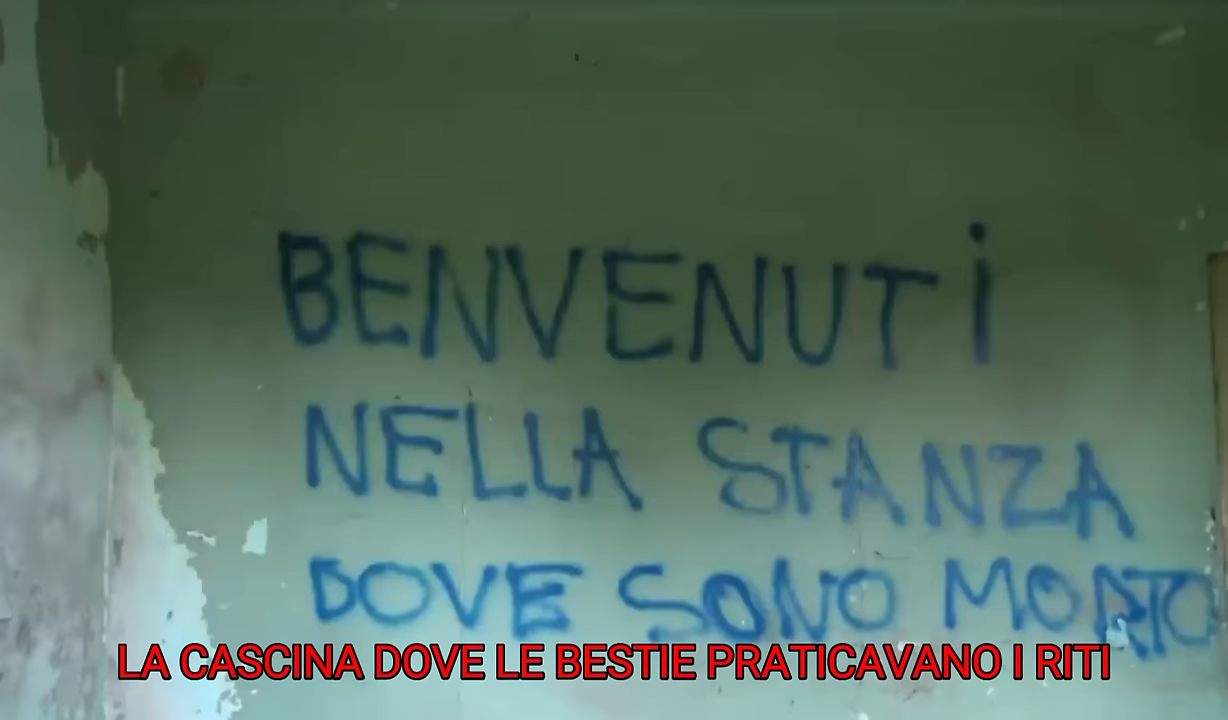 BENVENUTI
NELLA STANZA
DOVE SONO MORTO
LA CASCINA DOVE LE BESTIE PRATICAVANO I RITI